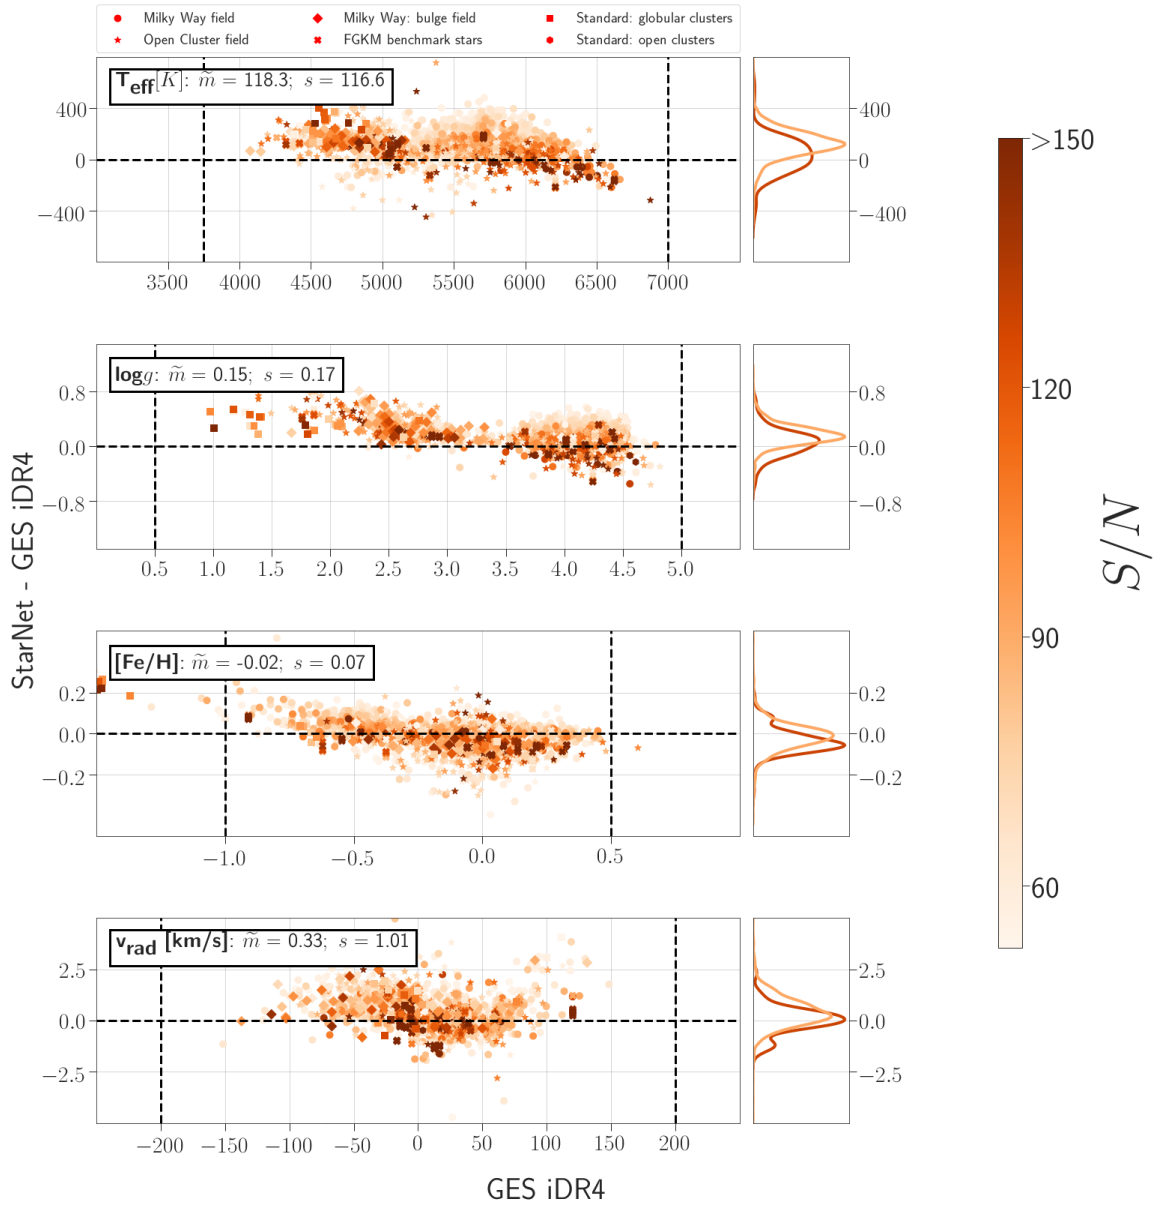 Milky Way field Milky Way: bulge field Standard: globular clusters
Open Cluster field FGKM benchmark stars Standard: open clusters
T_eff[K]: m̃ = 118.3; s = 116.6
400
0
−400
400
0
−400
3500 4000 4500 5000 5500 6000 6500 7000
logg: m̃ = 0.15; s = 0.17
0.8
0.0
−0.8
0.8
0.0
−0.8
0.5 1.0 1.5 2.0 2.5 3.0 3.5 4.0 4.5 5.0
[Fe/H]: m̃ = -0.02; s = 0.07
0.2
0.0
−0.2
0.2
0.0
−0.2
−1.0 −0.5 0.0 0.5
v_rad [km/s]: m̃ = 0.33; s = 1.01
2.5
0.0
−2.5
2.5
0.0
−2.5
−200 −150 −100 −50 0 50 100 150 200
GES iDR4
StarNet - GES iDR4
>150
120
90
60
S/N